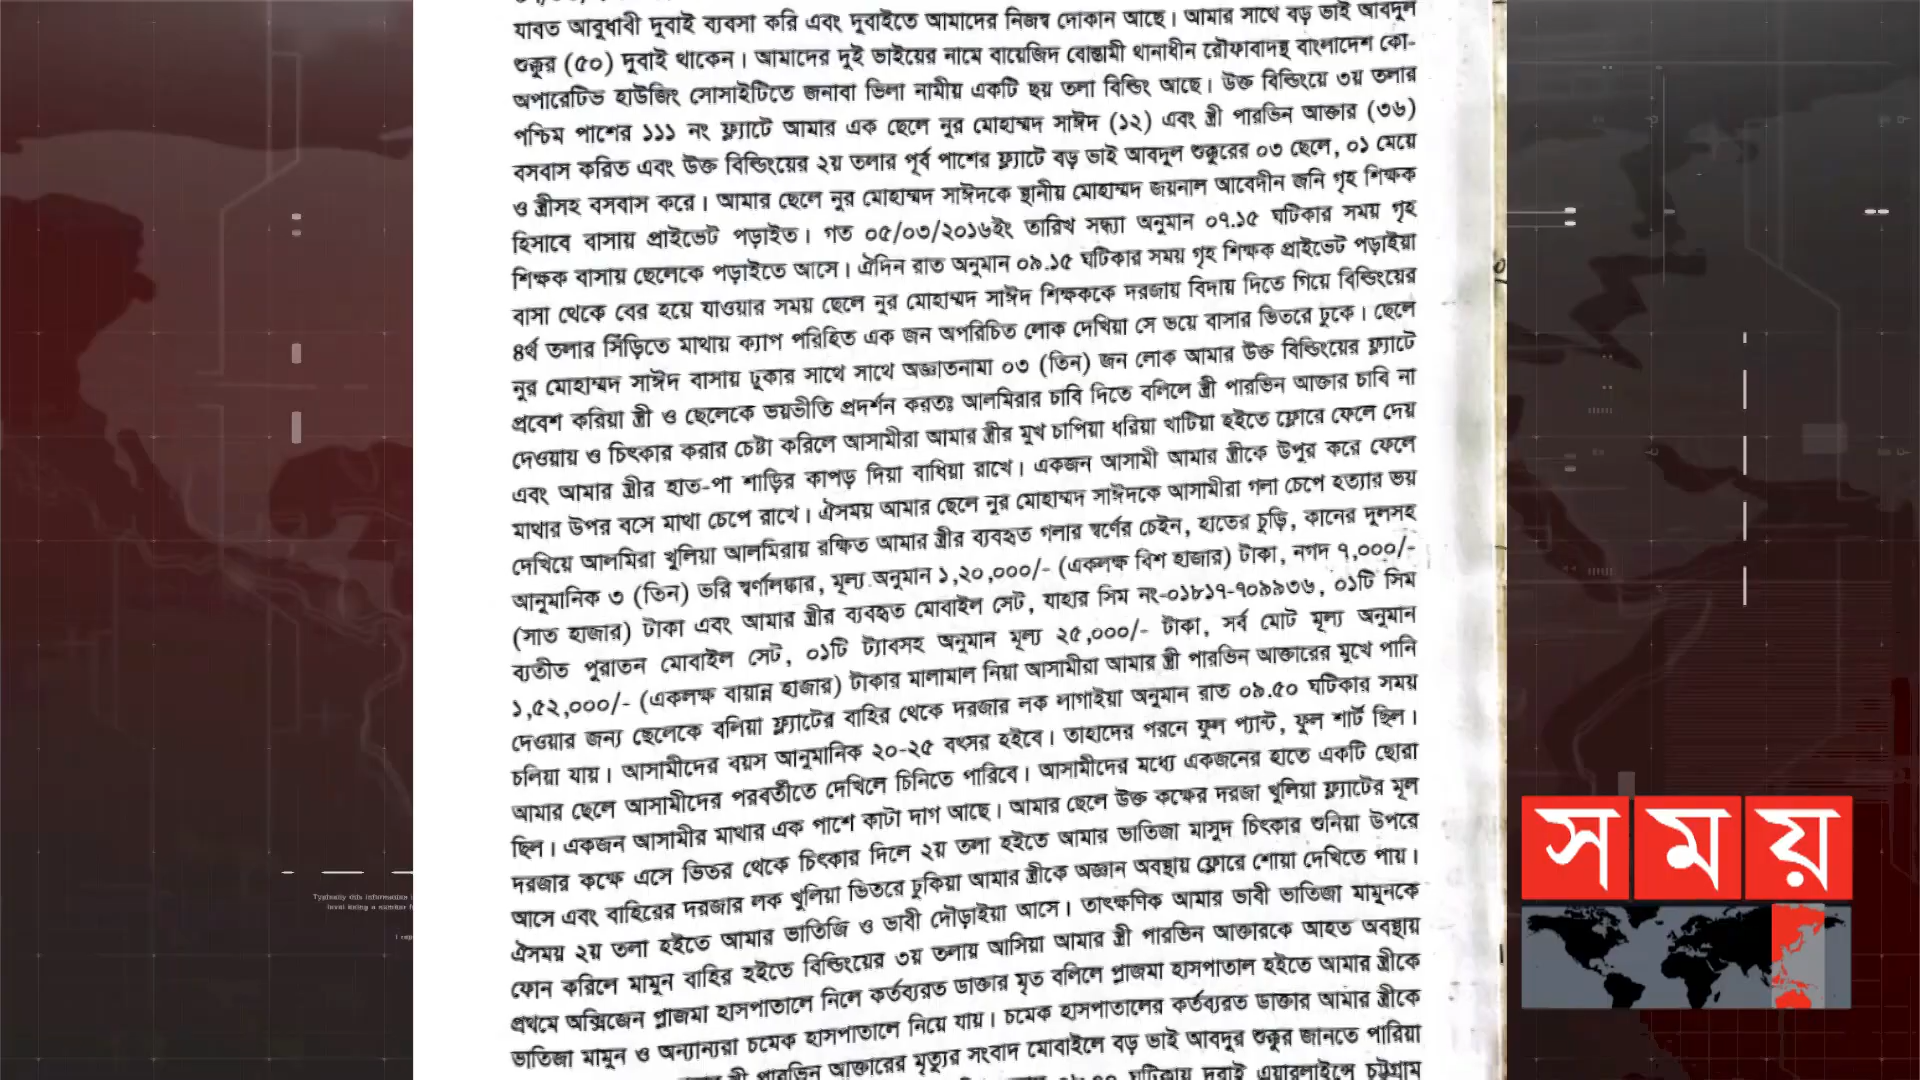 যাবত আবুধাবী দুবাই ব্যবসা করি এবং দুবাইতে আমাদের নিজস্ব দোকান আছে। আমার সাথে বড় ভাই আবদুল
শুক্কুর (৫০) দুবাই থাকেন। আমাদের দুই ভাইয়ের নামে বায়েজিদ বোস্তামী থানাধীন রৌফাবাদস্থ বাংলাদেশ কো-
অপারেটিভ হাউজিং সোসাইটিতে জনাবা ভিলা নামীয় একটি ছয় তলা বিল্ডিং আছে। উক্ত বিল্ডিংয়ে ৩য় তলার
পশ্চিম পাশের ১১১ নং ফ্ল্যাটে আমার এক ছেলে নুর মোহাম্মদ সাঈদ (১২) এবং স্ত্রী পারভিন আক্তার (৩৬)
বসবাস করিত এবং উক্ত বিল্ডিংয়ের ২য় তলার পূর্ব পাশের ফ্ল্যাটে বড় ভাই আবদুল শুক্কুরের ০৩ ছেলে, ০১ মেয়ে
ও স্ত্রীসহ বসবাস করে। আমার ছেলে নুর মোহাম্মদ সাঈদকে স্থানীয় মোহাম্মদ জয়নাল আবেদীন জনি গৃহ শিক্ষক
হিসাবে বাসায় প্রাইভেট পড়াইত। গত ০৫/০৩/২০১৬ইং তারিখ সন্ধ্যা অনুমান ০৭.১৫ ঘটিকার সময় গৃহ
শিক্ষক বাসায় ছেলেকে পড়াইতে আসে। ঐদিন রাত অনুমান ০৯.১৫ ঘটিকার সময় গৃহ শিক্ষক প্রাইভেট পড়াইয়া
বাসা থেকে বের হয়ে যাওয়ার সময় ছেলে নুর মোহাম্মদ সাঈদ শিক্ষককে দরজায় বিদায় দিতে গিয়ে বিল্ডিংয়ের
৪র্থ তলার সিঁড়িতে মাথায় ক্যাপ পরিহিত এক জন অপরিচিত লোক দেখিয়া সে ভয়ে বাসার ভিতরে ঢুকে। ছেলে
নুর মোহাম্মদ সাঈদ বাসায় ঢুকার সাথে সাথে অজ্ঞাতনামা ০৩ (তিন) জন লোক আমার উক্ত বিল্ডিংয়ের ফ্ল্যাটে
প্রবেশ করিয়া স্ত্রী ও ছেলেকে ভয়ভীতি প্রদর্শন করতঃ আলমিরার চাবি দিতে বলিলে স্ত্রী পারভিন আক্তার চাবি না
দেওয়ায় ও চিৎকার করার চেষ্টা করিলে আসামীরা আমার স্ত্রীর মুখ চাপিয়া ধরিয়া খাটিয়া হইতে ফ্লোরে ফেলে দেয়
এবং আমার স্ত্রীর হাত-পা শাড়ির কাপড় দিয়া বাধিয়া রাখে। একজন আসামী আমার স্ত্রীকে উপুর করে ফেলে
মাথার উপর বসে মাথা চেপে রাখে। ঐসময় আমার ছেলে নুর মোহাম্মদ সাঈদকে আসামীরা গলা চেপে হত্যার ভয়
দেখিয়ে আলমিরা খুলিয়া আলমিরায় রক্ষিত আমার স্ত্রীর ব্যবহৃত গলার স্বর্ণের চেইন, হাতের চুড়ি, কানের দুলসহ
আনুমানিক ৩ (তিন) ভরি স্বর্ণালঙ্কার, মূল্য অনুমান ১,২০,০০০/- (একলক্ষ বিশ হাজার) টাকা, নগদ ৭,০০০/-
(সাত হাজার) টাকা এবং আমার স্ত্রীর ব্যবহৃত মোবাইল সেট, যাহার সিম নং-০১৮১৭-৭০৯৯৩৬, ০১টি সিম
ব্যতীত পুরাতন মোবাইল সেট, ০১টি ট্যাবসহ অনুমান মূল্য ২৫,০০০/- টাকা, সর্ব মোট মূল্য অনুমান
১,৫২,০০০/- (একলক্ষ বায়ান্ন হাজার) টাকার মালামাল নিয়া আসামীরা আমার স্ত্রী পারভিন আক্তারের মুখে পানি
দেওয়ার জন্য ছেলেকে বলিয়া ফ্ল্যাটের বাহির থেকে দরজার লক লাগাইয়া অনুমান রাত ০৯.৫০ ঘটিকার সময়
চলিয়া যায়। আসামীদের বয়স আনুমানিক ২০-২৫ বৎসর হইবে। তাহাদের পরনে ফুল প্যান্ট, ফুল শার্ট ছিল।
আমার ছেলে আসামীদের পরবর্তীতে দেখিলে চিনিতে পারিবে। আসামীদের মধ্যে একজনের হাতে একটি ছোরা
ছিল। একজন আসামীর মাথার এক পাশে কাটা দাগ আছে। আমার ছেলে উক্ত কক্ষের দরজা খুলিয়া ফ্ল্যাটের মূল
দরজার কক্ষে এসে ভিতর থেকে চিৎকার দিলে ২য় তলা হইতে আমার ভাতিজা মাসুদ চিৎকার শুনিয়া উপরে
আসে এবং বাহিরের দরজার লক খুলিয়া ভিতরে ঢুকিয়া আমার স্ত্রীকে অজ্ঞান অবস্থায় ফ্লোরে শোয়া দেখিতে পায়।
ঐসময় ২য় তলা হইতে আমার ভাতিজি ও ভাবী দৌড়াইয়া আসে। তাৎক্ষণিক আমার ভাবী ভাতিজা মামুনকে
ফোন করিলে মামুন বাহির হইতে বিল্ডিংয়ের ৩য় তলায় আসিয়া আমার স্ত্রী পারভিন আক্তারকে আহত অবস্থায়
প্রথমে অক্সিজেন প্লাজমা হাসপাতালে নিলে কর্তব্যরত ডাক্তার মৃত বলিলে প্লাজমা হাসপাতাল হইতে আমার স্ত্রীকে
ভাতিজা মামুন ও অন্যান্যরা চমেক হাসপাতালে নিয়ে যায়। চমেক হাসপাতালের কর্তব্যরত ডাক্তার আমার স্ত্রীকে
স্ত্রী পারভিন আক্তারের মৃত্যুর সংবাদ মোবাইলে বড় ভাই আবদুর শুক্কুর জানতে পারিয়া
ঘটিকায় দুবাই এয়ারলাইন্সে চট্টগ্রাম
Typically this information
সময়